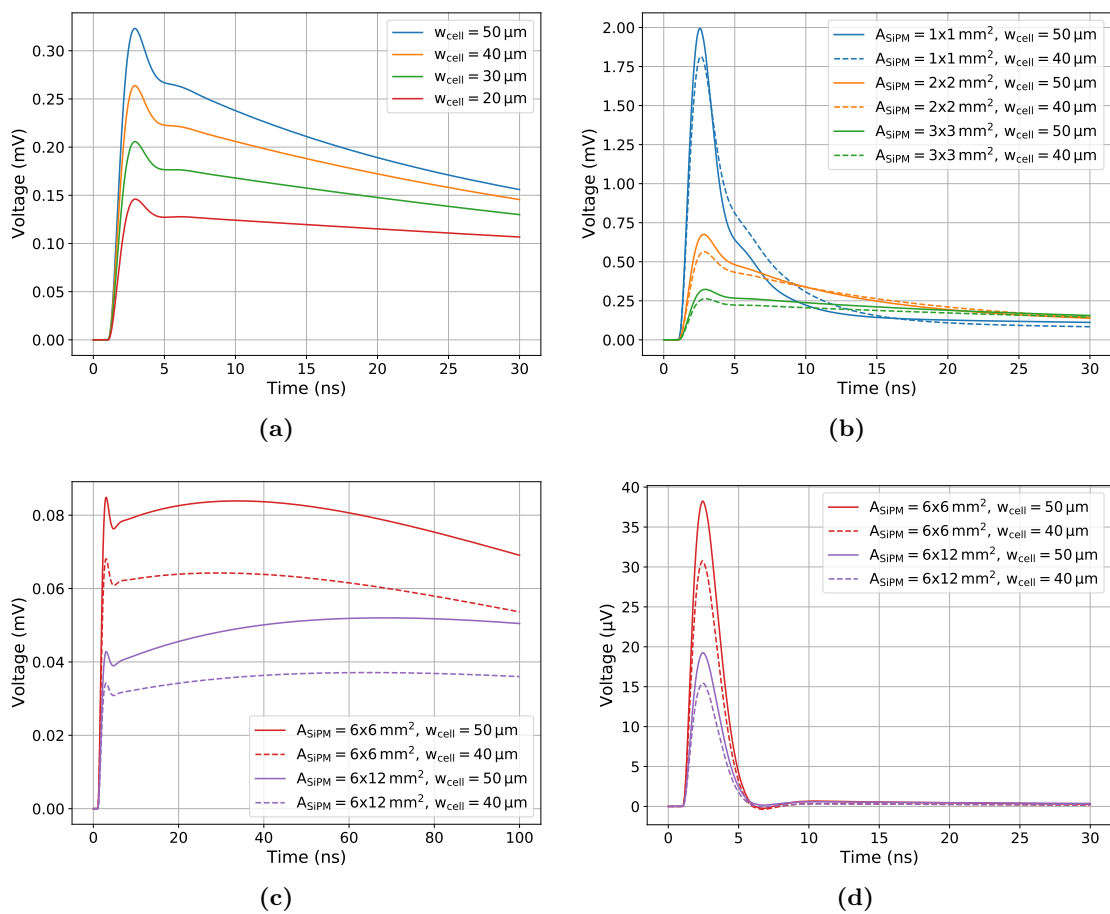 w_cell = 50 μm
w_cell = 40 μm
w_cell = 30 μm
w_cell = 20 μm
0.30
0.25
0.20
0.15
0.10
0.05
0.00
Voltage (mV)
0 5 10 15 20 25 30
Time (ns)
(a)
A_SiPM = 1x1 mm², w_cell = 50 μm
A_SiPM = 1x1 mm², w_cell = 40 μm
A_SiPM = 2x2 mm², w_cell = 50 μm
A_SiPM = 2x2 mm², w_cell = 40 μm
A_SiPM = 3x3 mm², w_cell = 50 μm
A_SiPM = 3x3 mm², w_cell = 40 μm
2.00
1.75
1.50
1.25
1.00
0.75
0.50
0.25
0.00
Voltage (mV)
0 5 10 15 20 25 30
Time (ns)
(b)
0.08
0.06
0.04
0.02
0.00
Voltage (mV)
A_SiPM = 6x6 mm², w_cell = 50 μm
A_SiPM = 6x6 mm², w_cell = 40 μm
A_SiPM = 6x12 mm², w_cell = 50 μm
A_SiPM = 6x12 mm², w_cell = 40 μm
0 20 40 60 80 100
Time (ns)
(c)
A_SiPM = 6x6 mm², w_cell = 50 μm
A_SiPM = 6x6 mm², w_cell = 40 μm
A_SiPM = 6x12 mm², w_cell = 50 μm
A_SiPM = 6x12 mm², w_cell = 40 μm
40
35
30
25
20
15
10
5
0
Voltage (μV)
0 5 10 15 20 25 30
Time (ns)
(d)